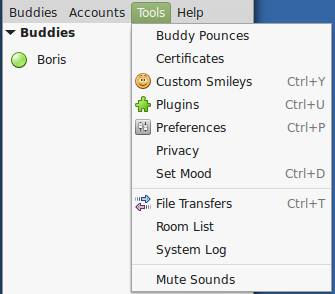 Buddies Accounts Tools Help
Buddies
Boris
Buddy Pounces
Certificates
Custom Smileys Ctrl+Y
Plugins Ctrl+U
Preferences Ctrl+P
Privacy
Set Mood Ctrl+D
File Transfers Ctrl+T
Room List
System Log
Mute Sounds